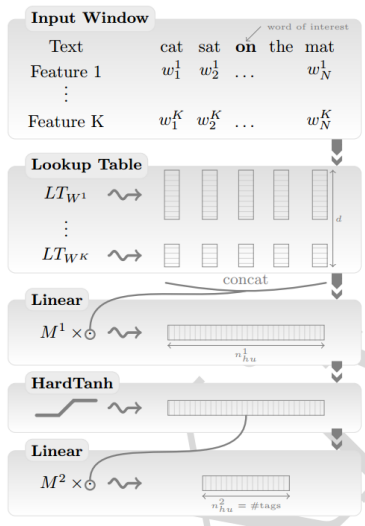 Input Window
word of interest
Text cat sat on the mat
Feature 1 w_1^1 w_2^1 ... w_N^1
⋮
Feature K w_1^K w_2^K ... w_N^K
Lookup Table
LT_{W^1}
d
⋮
LT_{W^K}
concat
Linear
M^1 × ⊙
n_{hu}^1
HardTanh
Linear
M^2 × ⊙
n_{hu}^2 = #tags